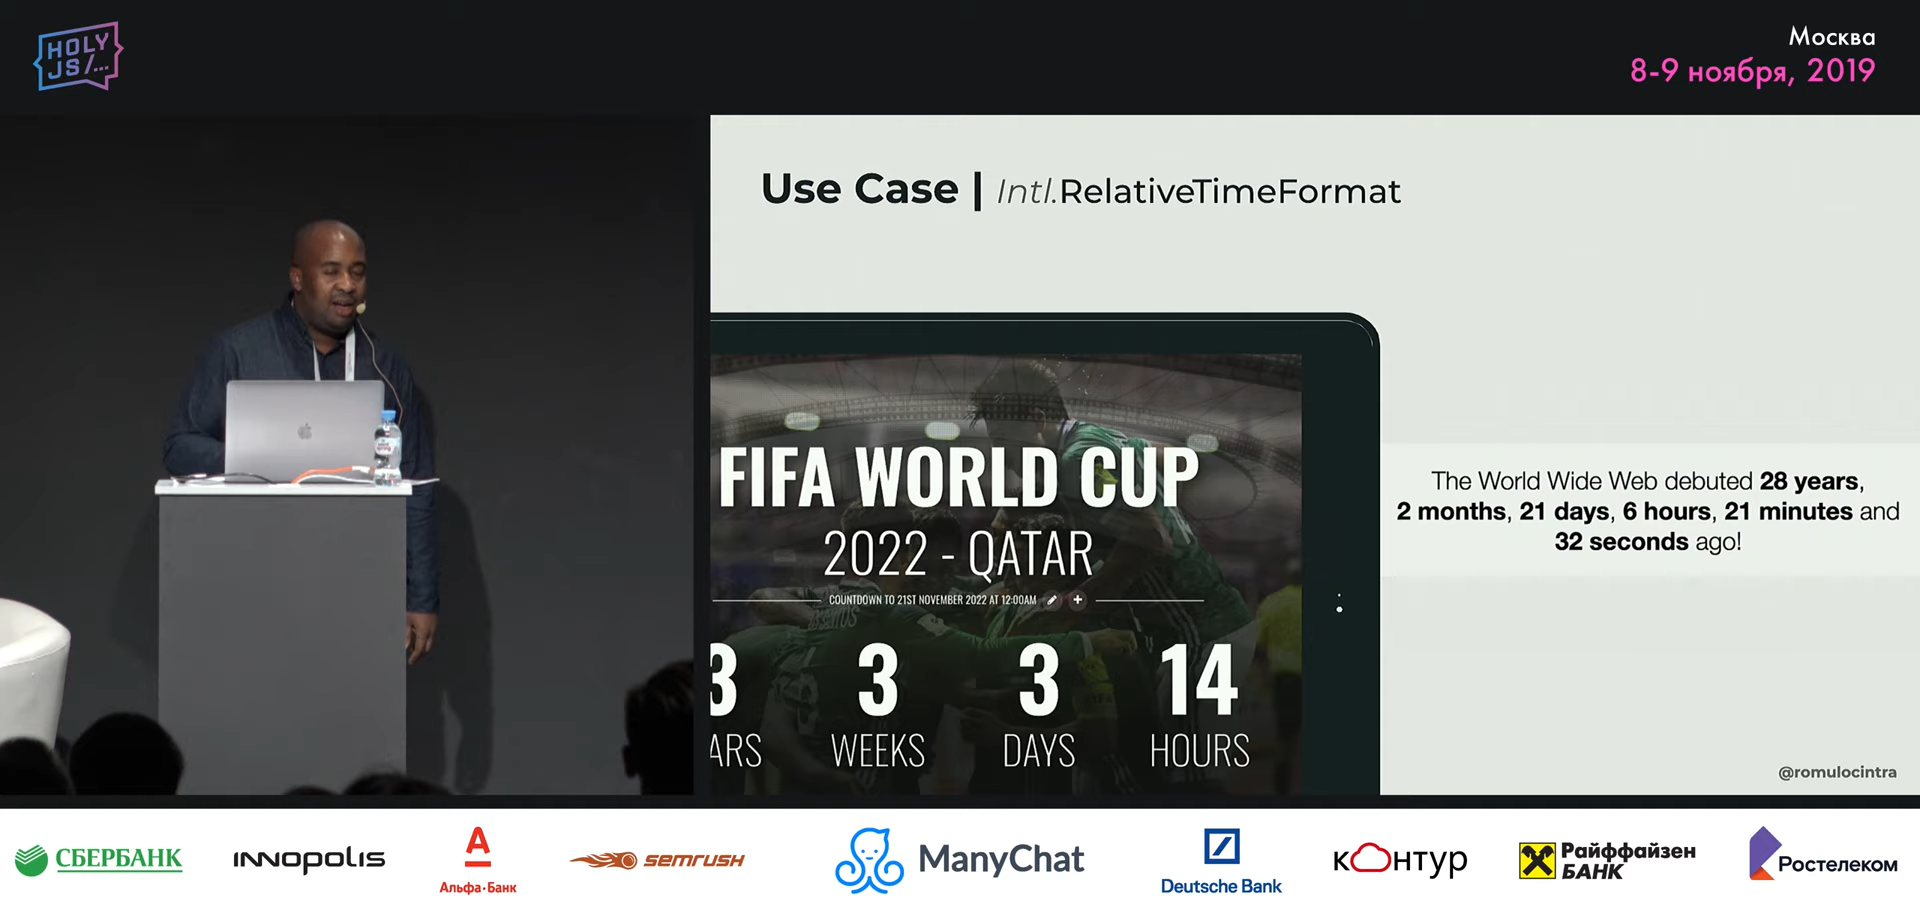 HOLY
JS/...
Москва
8-9 ноября, 2019
Use Case | Intl.RelativeTimeFormat
FIFA WORLD CUP
2022 - QATAR
COUNTDOWN TO 21ST NOVEMBER 2022 AT 12:00AM
3 3 3 14
ARS WEEKS DAYS HOURS
The World Wide Web debuted 28 years,
2 months, 21 days, 6 hours, 21 minutes and
32 seconds ago!
@romulocintra
СБЕРБАНК
INNOPOLIS
Альфа·Банк
semrush
ManyChat
Deutsche Bank
контур
Райффайзен
БАНК
Ростелеком